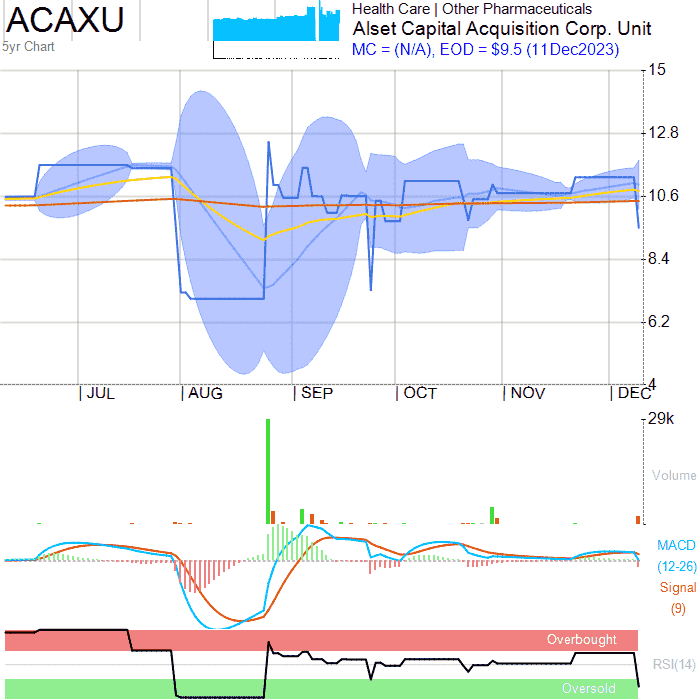 ACAXU
5yr Chart
Health Care | Other Pharmaceuticals
Alset Capital Acquisition Corp. Unit
MC = (N/A), EOD = $9.5 (11Dec2023)
15
12.8
10.6
8.4
6.2
4
| JUL | AUG | SEP | OCT | NOV | DEC
29k
Volume
MACD
(12-26)
Signal
(9)
Overbought
RSI(14)
Oversold